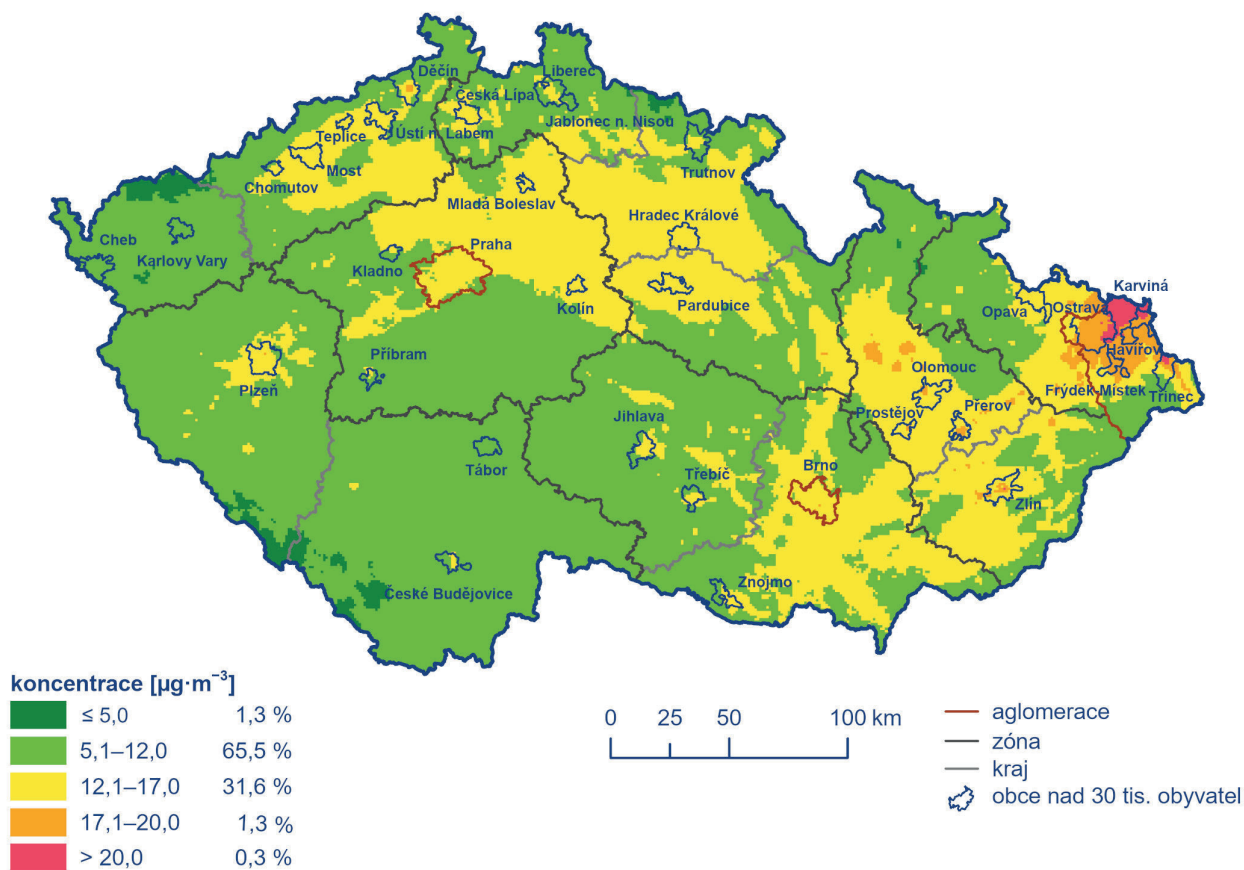 Děčín
Liberec
Česká Lípa
Jablonec n. Nisou
Teplice
Ústí n. Labem
Most
Trutnov
Chomutov
Mladá Boleslav
Hradec Králové
Cheb
Karlovy Vary
Praha
Kladno
Kolín
Pardubice
Karviná
Opava
Ostrava
Havířov
Příbram
Plzeň
Olomouc
Frýdek-Místek
Třinec
Prostějov
Přerov
Jihlava
Tábor
Třebíč
Brno
Zlín
České Budějovice
Znojmo
koncentrace [µg·m⁻³]
≤ 5,0 1,3 %
5,1–12,0 65,5 %
12,1–17,0 31,6 %
17,1–20,0 1,3 %
> 20,0 0,3 %
0 25 50 100 km
aglomerace
zóna
kraj
obce nad 30 tis. obyvatel